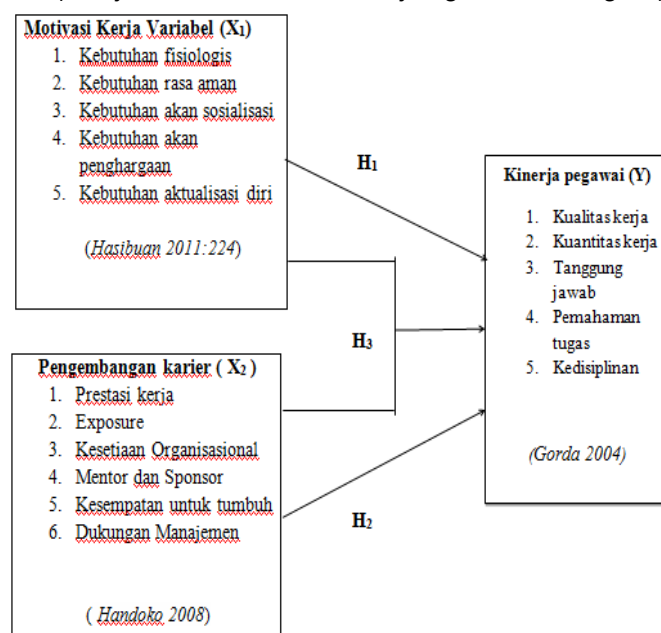 Motivasi Kerja Variabel (X₁)
1. Kebutuhan fisiologis
2. Kebutuhan rasa aman
3. Kebutuhan akan sosialisasi
4. Kebutuhan akan
penghargaan
5. Kebutuhan aktualisasi diri
(Hasibuan 2011:224)
H₁
Kinerja pegawai (Y)
1. Kualitas kerja
2. Kuantitas kerja
3. Tanggung
jawab
4. Pemahaman
tugas
5. Kedisiplinan
(Gorda 2004)
H₃
Pengembangan karier ( X₂ )
1. Prestasi kerja
2. Exposure
3. Kesetiaan Organisasional
4. Mentor dan Sponsor
5. Kesempatan untuk tumbuh
6. Dukungan Manajemen
( Handoko 2008)
H₂